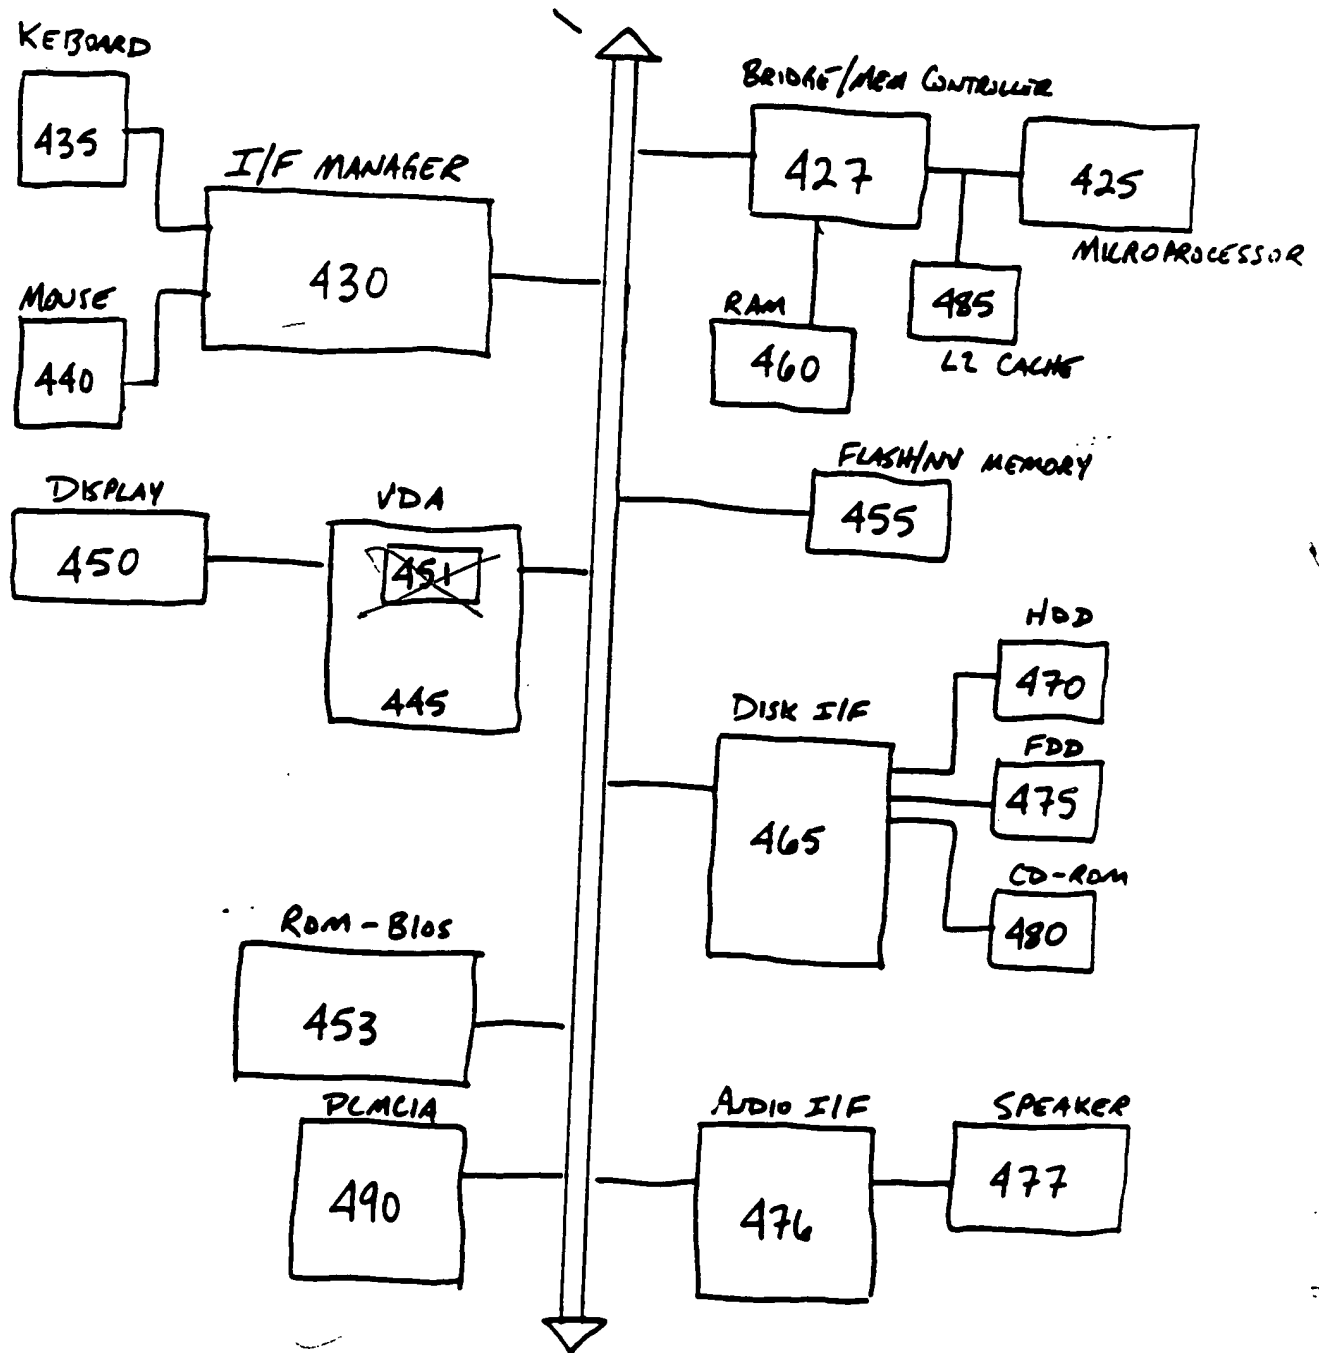 KEBOARD
435
I/F MANAGER
430
MOUSE
440
DISPLAY
450
VDA
451
445
ROM-BIOS
453
PCMCIA
490
BRIDGE/MEM CONTROLLER
427
425
MICROPROCESSOR
485
L2 CACHE
RAM
460
FLASH/NV MEMORY
455
HDD
470
DISK I/F
465
FDD
475
CD-ROM
480
AUDIO I/F
476
SPEAKER
477